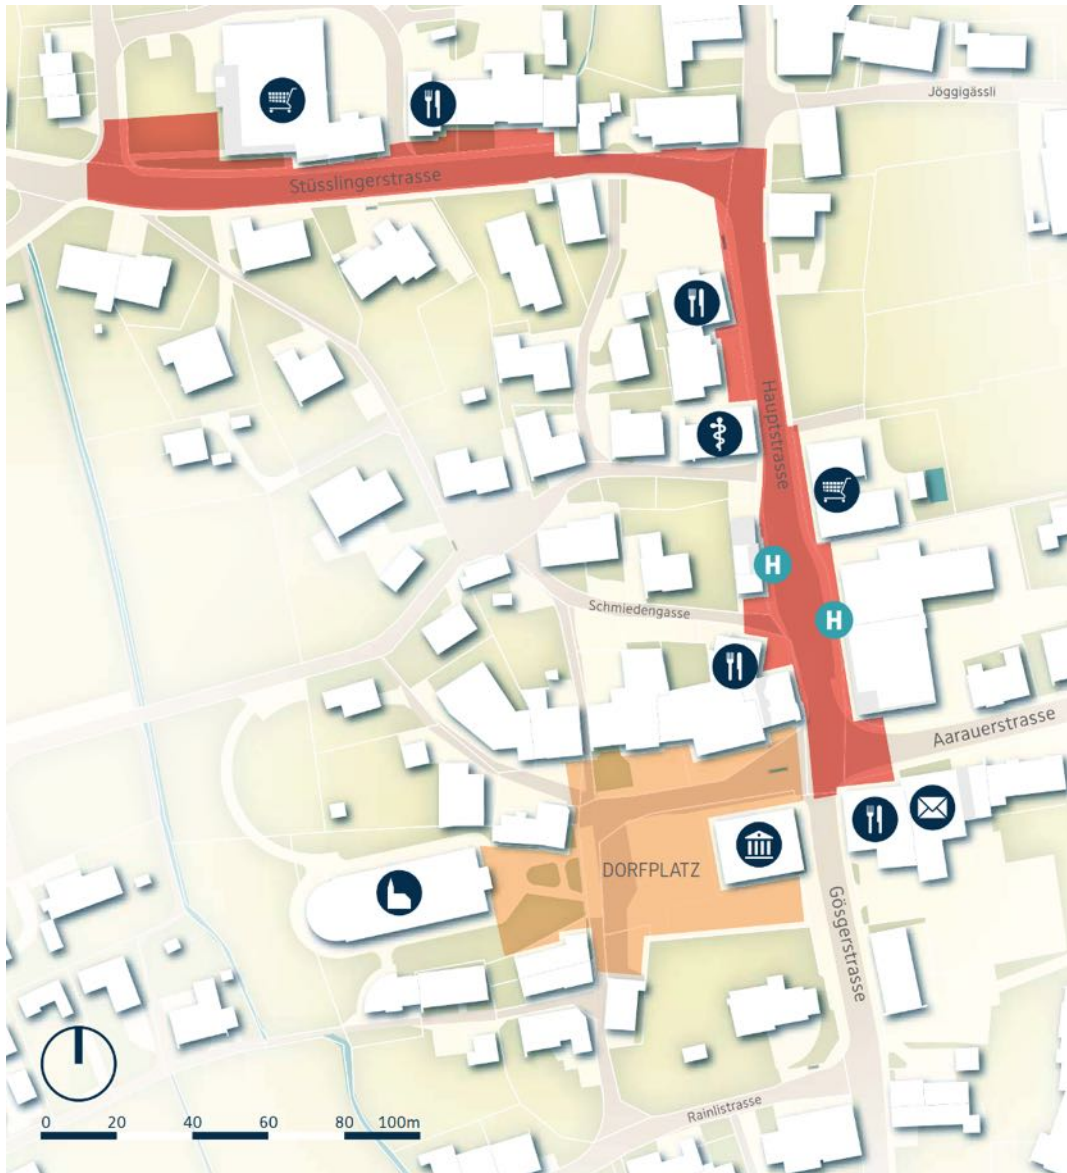 Jöggigässli
Stüsslingerstrasse
Hauptstrasse
H
Schmiedengasse
H
Aarauerstrasse
DORFPLATZ
Gösgerstrasse
Rainlistrasse
0 20 40 60 80 100m